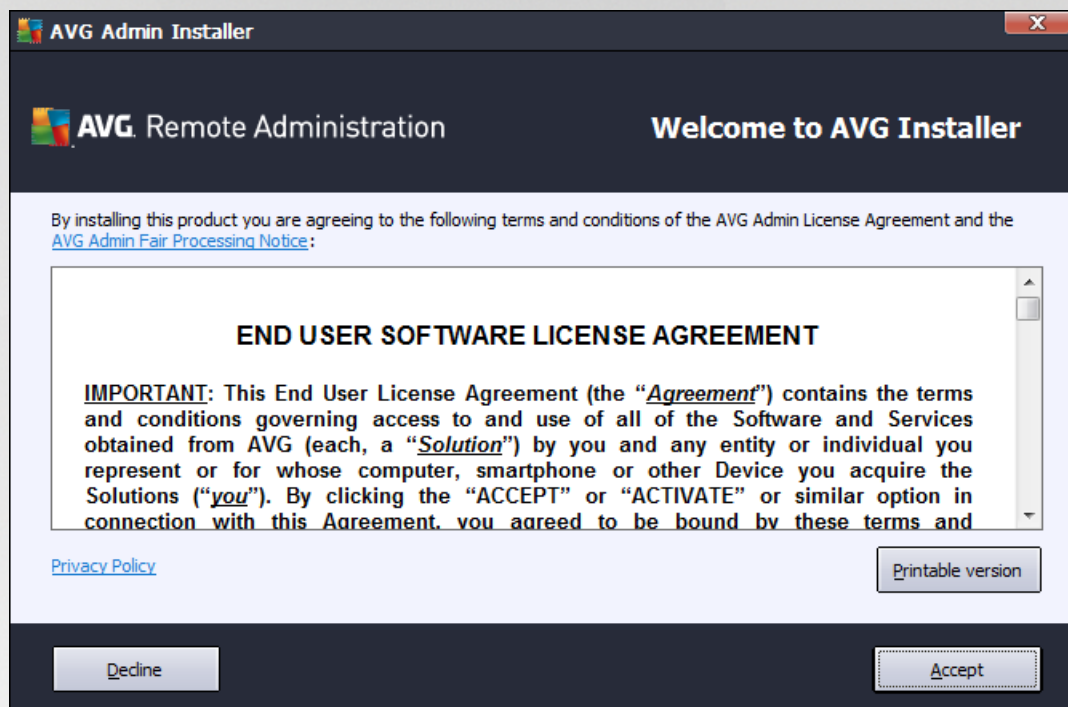 AVG Admin Installer
AVG. Remote Administration
Welcome to AVG Installer
By installing this product you are agreeing to the following terms and conditions of the AVG Admin License Agreement and the
AVG Admin Fair Processing Notice:
END USER SOFTWARE LICENSE AGREEMENT
IMPORTANT: This End User License Agreement (the “Agreement”) contains the terms
and conditions governing access to and use of all of the Software and Services
obtained from AVG (each, a “Solution”) by you and any entity or individual you
represent or for whose computer, smartphone or other Device you acquire the
Solutions (“you”). By clicking the “ACCEPT” or “ACTIVATE” or similar option in
connection with this Agreement, you agreed to be bound by these terms and
Privacy Policy
Printable version
Decline
Accept